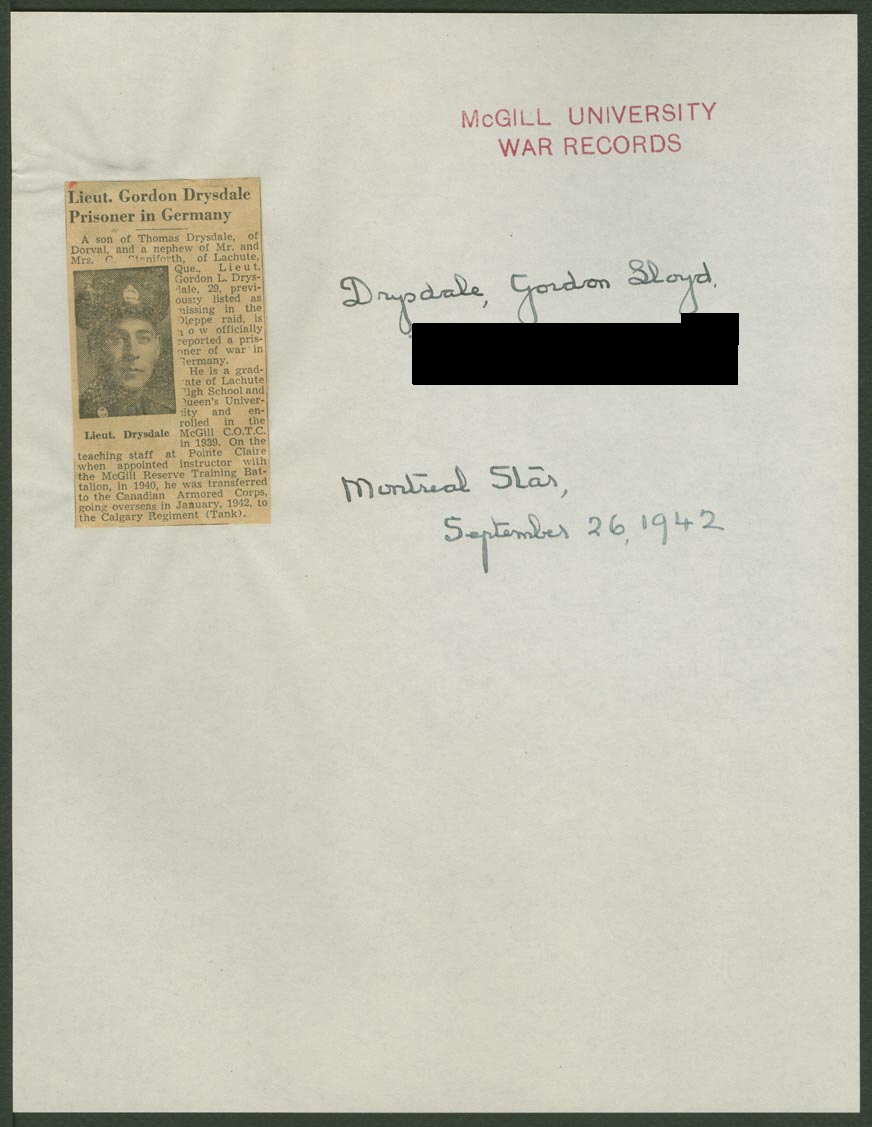 McGILL UNIVERSITY
WAR RECORDS
Lieut. Gordon Drysdale
Prisoner in Germany
A son of Thomas Drysdale, of
Dorval, and a nephew of Mr. and
Mrs. C. Staniforth, of Lachute,
Que., Lieut.
Gordon L. Drys-
dale, 29, previ-
ously listed as
missing in the
Dieppe raid, is
now officially
reported a pris-
oner of war in
Germany.
He is a grad-
uate of Lachute
High School and
Queen's Univer-
sity and en-
rolled in the
McGill C.O.T.C.
in 1939. On the
Lieut. Drysdale
teaching staff at Pointe Claire
when appointed instructor with
the McGill Reserve Training Bat-
talion, in 1940, he was transferred
to the Canadian Armored Corps,
going overseas in January, 1942, to
the Calgary Regiment (Tank).
Drysdale, Gordon Lloyd.
Montreal Star,
September 26, 1942